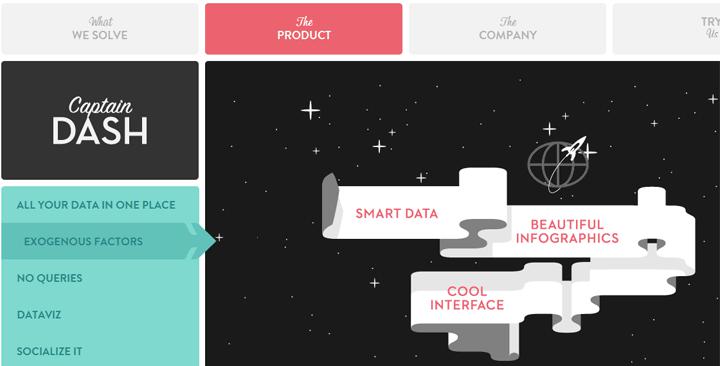 What
WE SOLVE
The
PRODUCT
The
COMPANY
TRY
Us
Captain
DASH
ALL YOUR DATA IN ONE PLACE
EXOGENOUS FACTORS
NO QUERIES
DATAVIZ
SOCIALIZE IT
SMART DATA
BEAUTIFUL
INFOGRAPHICS
COOL
INTERFACE